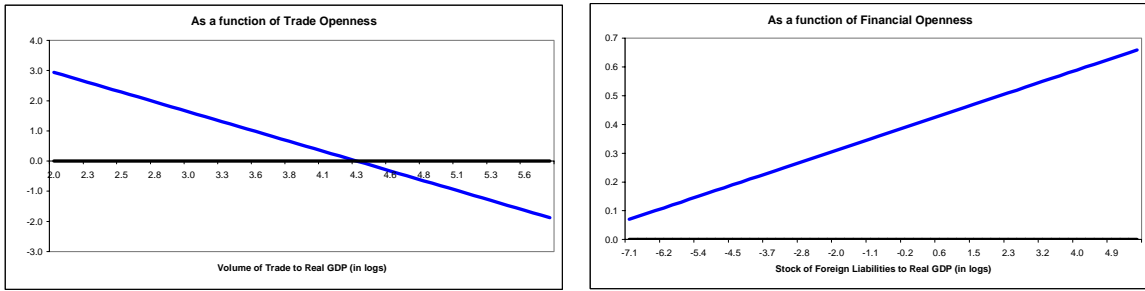 As a function of Trade Openness
4.0
3.0
2.0
1.0
0.0
-1.0
-2.0
-3.0
2.0 2.3 2.5 2.8 3.0 3.3 3.6 3.8 4.1 4.3 4.6 4.8 5.1 5.3 5.6
Volume of Trade to Real GDP (in logs)
As a function of Financial Openness
0.7
0.6
0.5
0.4
0.3
0.2
0.1
0.0
-7.1 -6.2 -5.4 -4.5 -3.7 -2.8 -2.0 -1.1 -0.2 0.6 1.5 2.3 3.2 4.0 4.9
Stock of Foreign Liabilities to Real GDP (in logs)